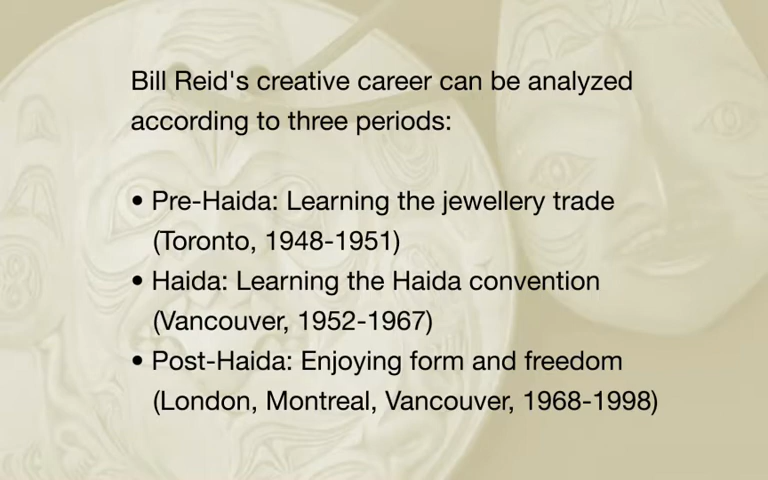 Bill Reid's creative career can be analyzed
according to three periods:
• Pre-Haida: Learning the jewellery trade
(Toronto, 1948-1951)
• Haida: Learning the Haida convention
(Vancouver, 1952-1967)
• Post-Haida: Enjoying form and freedom
(London, Montreal, Vancouver, 1968-1998)